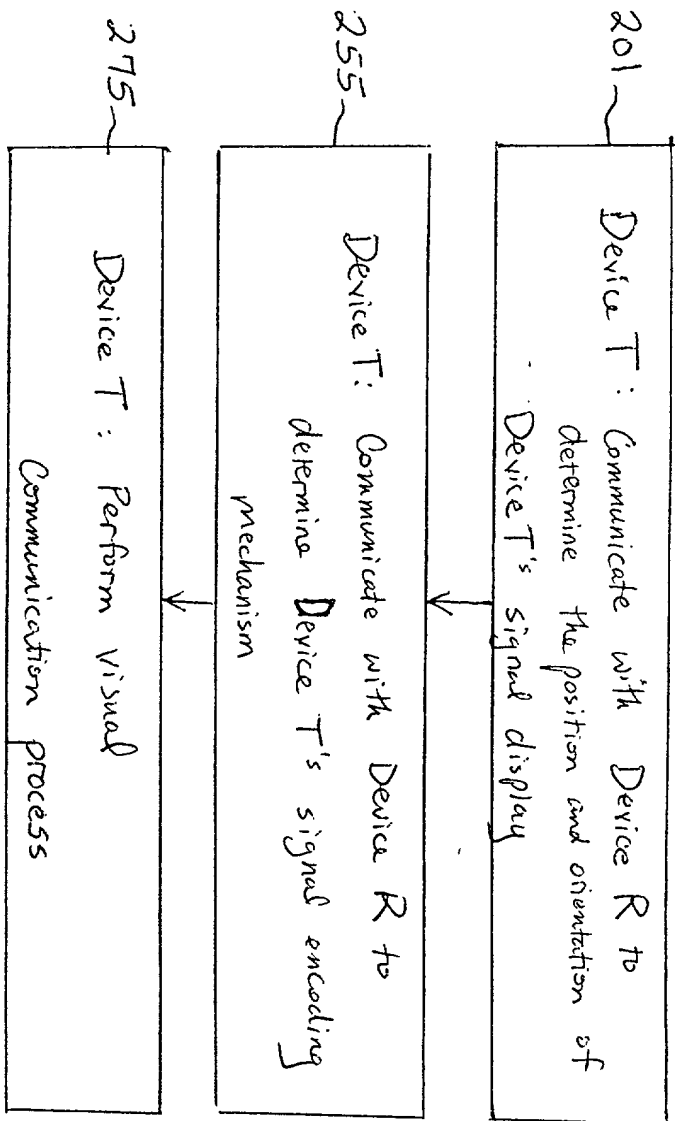 201
Device T: Communicate with Device R to
determine the position and orientation of
Device T's signal display
255
Device T: Communicate with Device R to
determine Device T's signal encoding
mechanism
275
Device T: Perform visual
Communication process